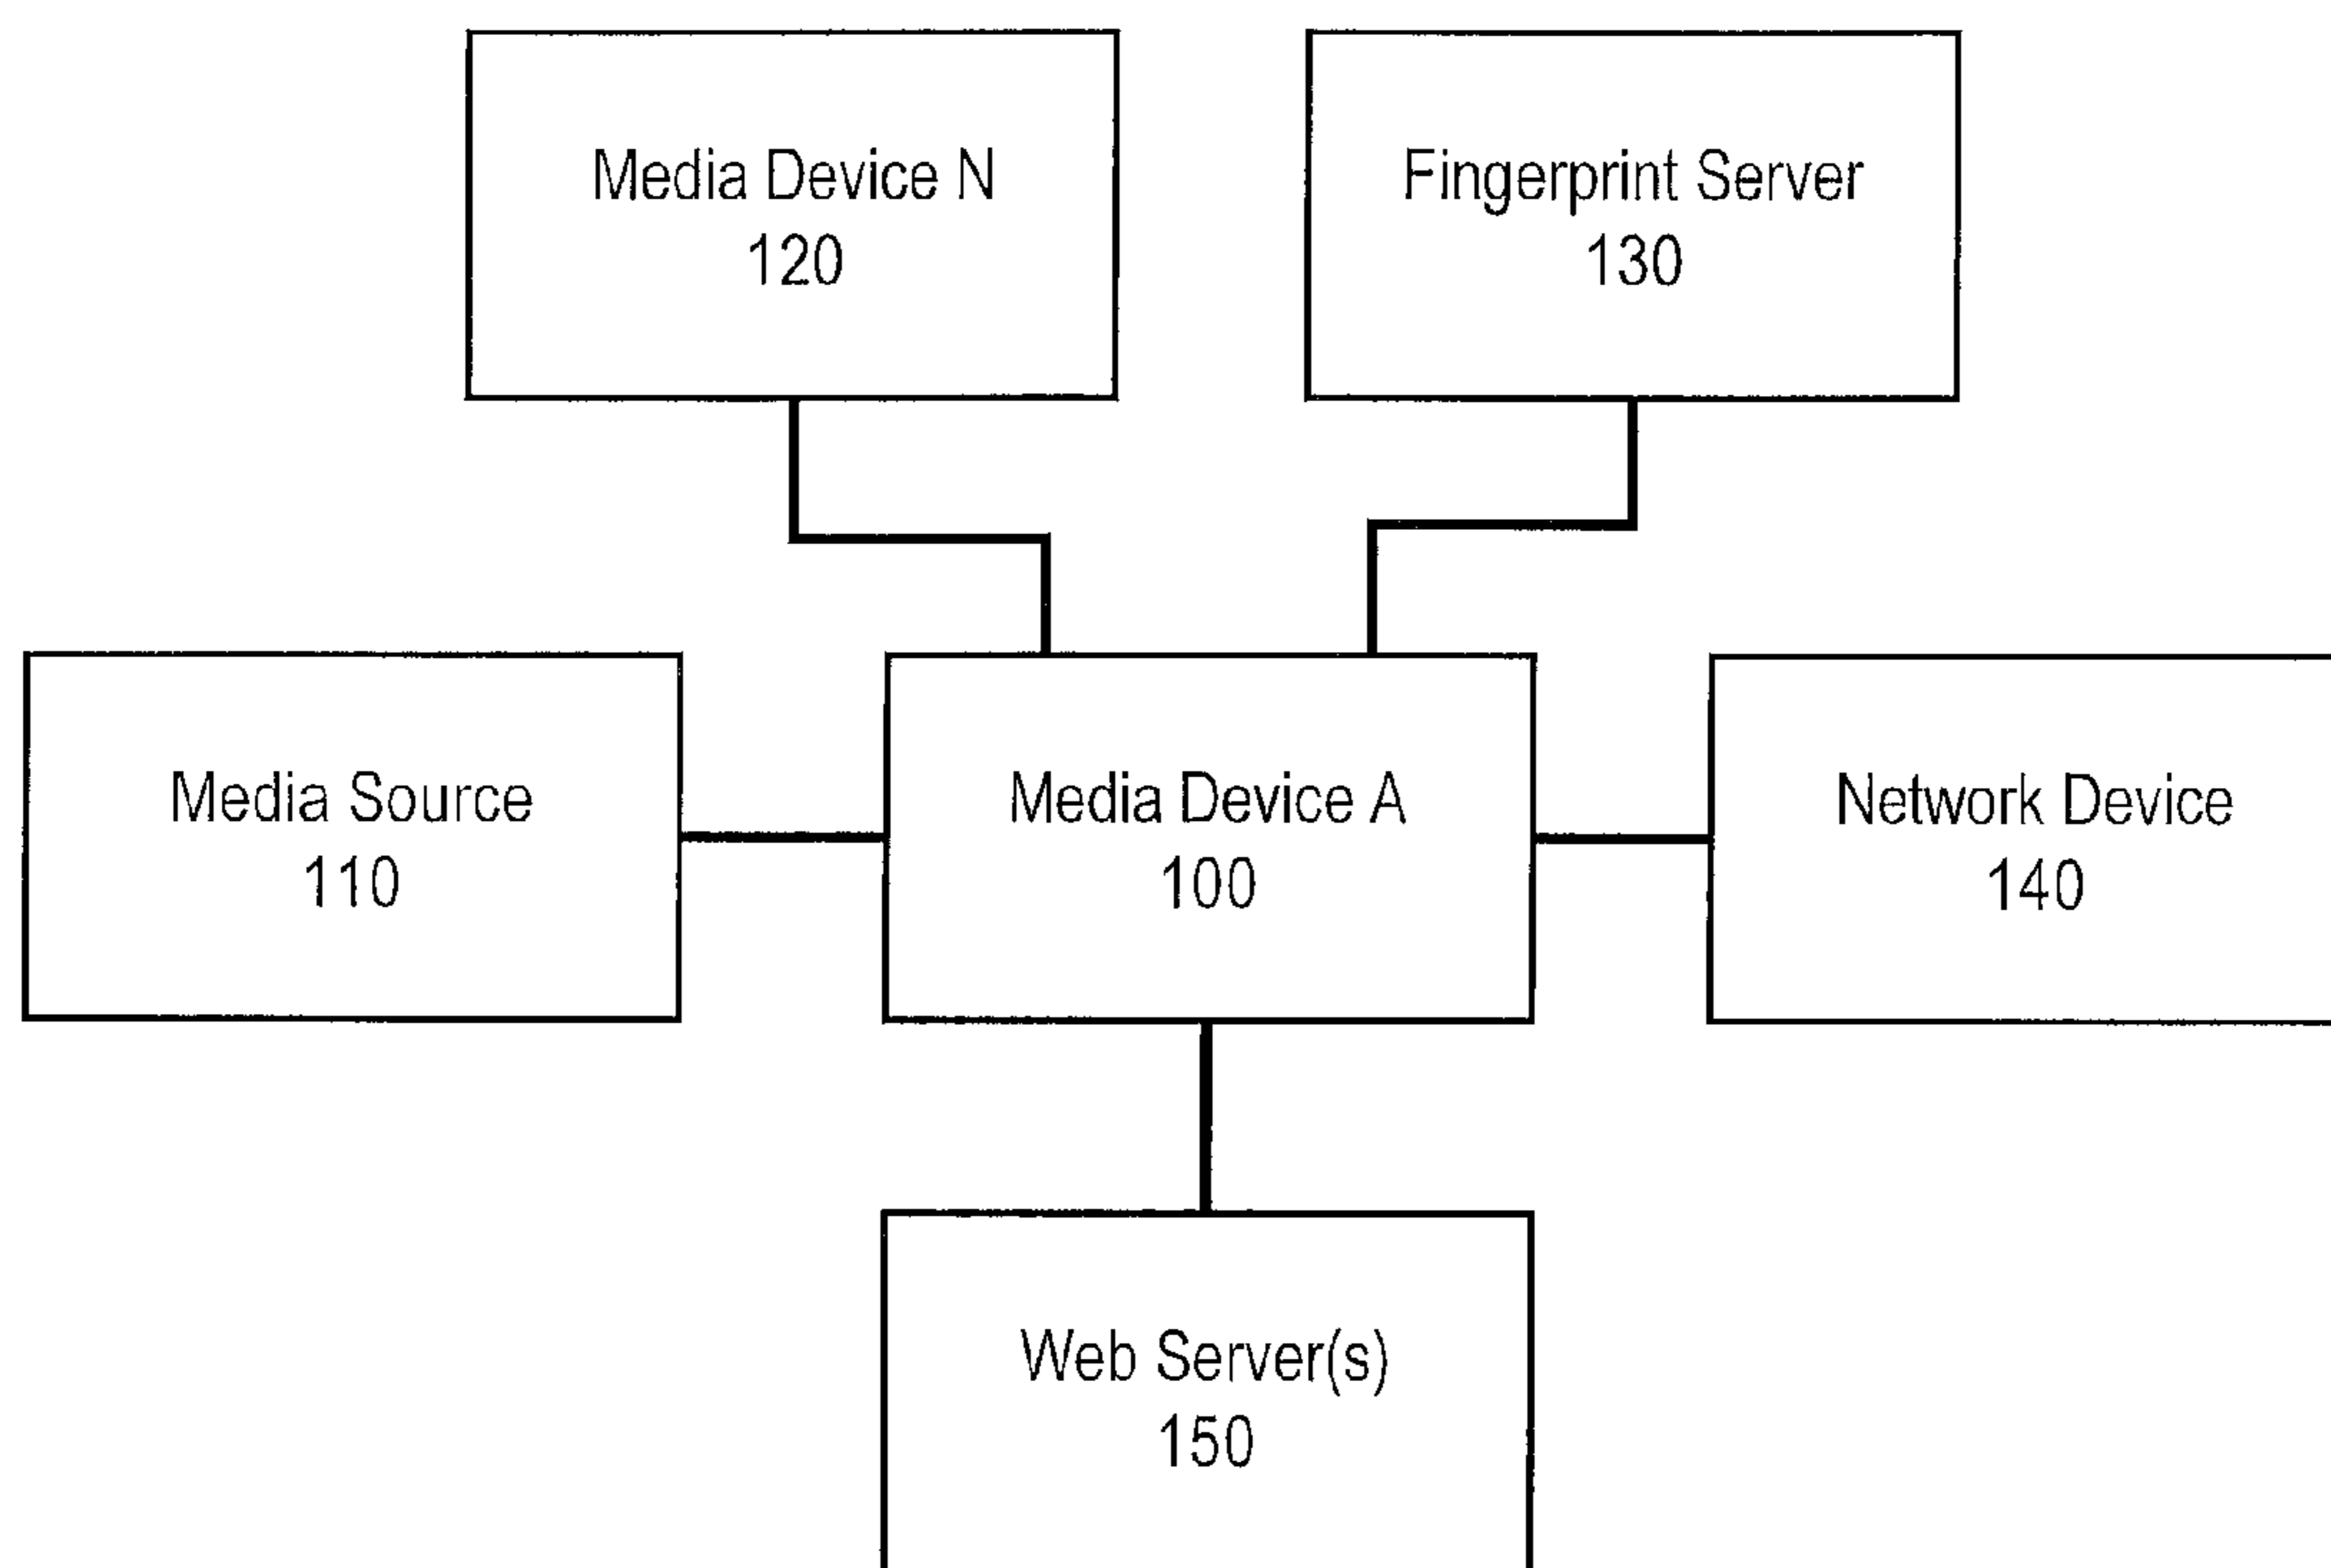 Media Device N
120
Fingerprint Server
130
Media Source
110
Media Device A
100
Network Device
140
Web Server(s)
150